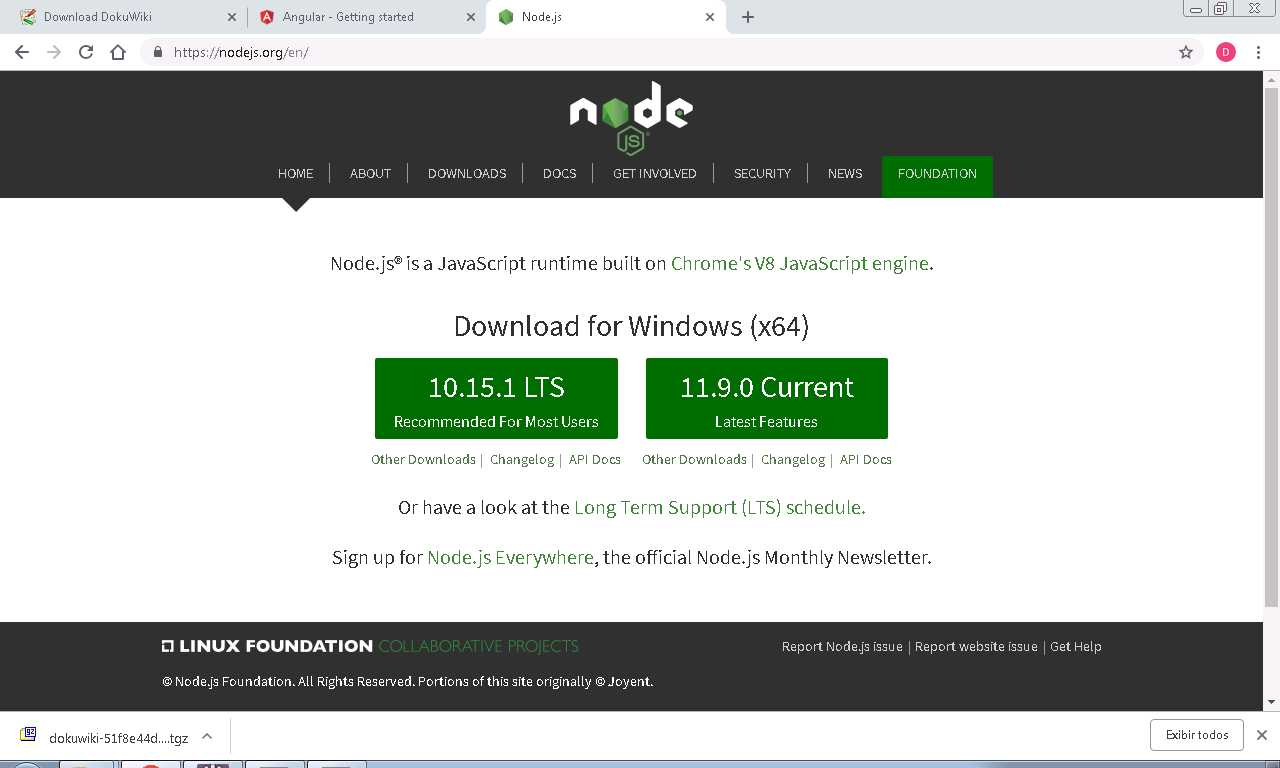 Download DokuWiki
Angular - Getting started
Node.js
https://nodejs.org/en/
D
node
JS
HOME
ABOUT
DOWNLOADS
DOCS
GET INVOLVED
SECURITY
NEWS
FOUNDATION
Node.js® is a JavaScript runtime built on Chrome's V8 JavaScript engine.
Download for Windows (x64)
10.15.1 LTS
Recommended For Most Users
11.9.0 Current
Latest Features
Other Downloads | Changelog | API Docs
Other Downloads | Changelog | API Docs
Or have a look at the Long Term Support (LTS) schedule.
Sign up for Node.js Everywhere, the official Node.js Monthly Newsletter.
LINUX FOUNDATION COLLABORATIVE PROJECTS
Report Node.js issue | Report website issue | Get Help
© Node.js Foundation. All Rights Reserved. Portions of this site originally © Joyent.
dokuwiki-51f8e44d....tgz
Exibir todos